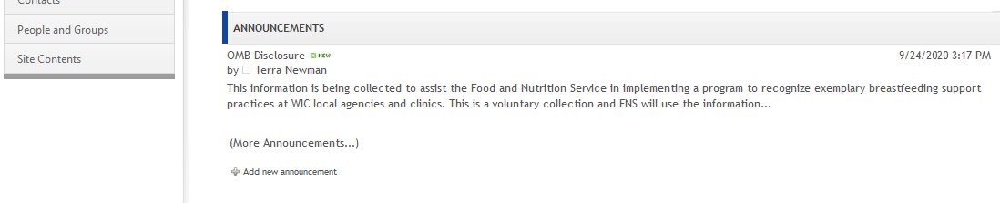 Contacts
People and Groups
Site Contents
ANNOUNCEMENTS
OMB Disclosure NEW 9/24/2020 3:17 PM
by Terra Newman
This information is being collected to assist the Food and Nutrition Service in implementing a program to recognize exemplary breastfeeding support
practices at WIC local agencies and clinics. This is a voluntary collection and FNS will use the information...
(More Announcements...)
Add new announcement